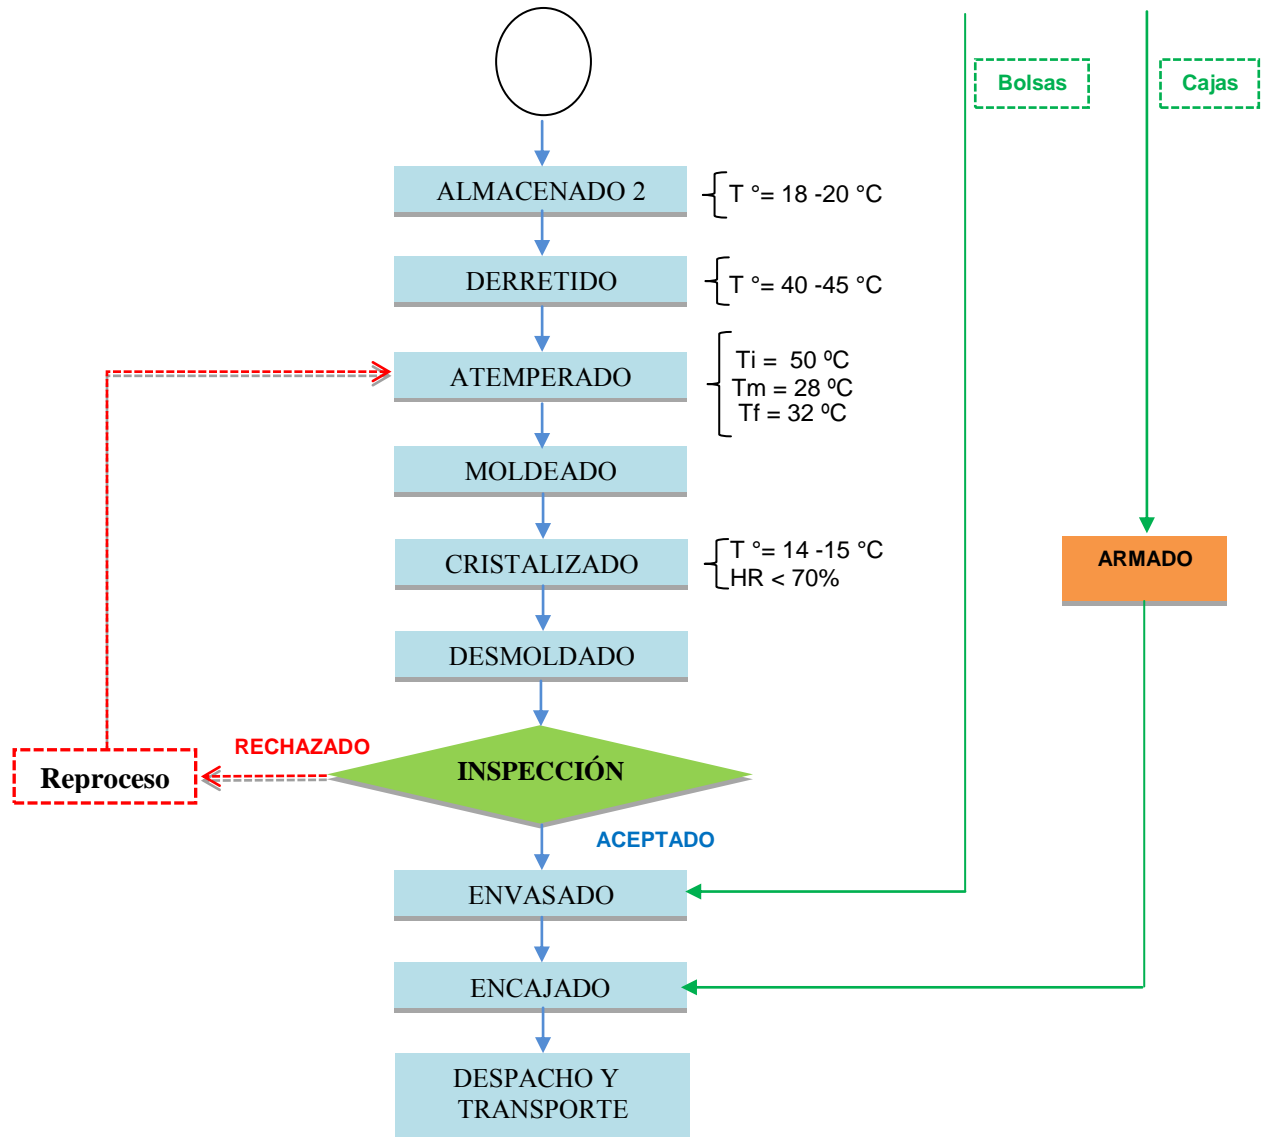 Bolsas
Cajas
ALMACENADO 2
T °= 18 -20 °C
DERRETIDO
T °= 40 -45 °C
ATEMPERADO
Ti =  50 ºC
Tm = 28 ºC
Tf = 32 ºC
MOLDEADO
CRISTALIZADO
T °= 14 -15 °C
HR < 70%
ARMADO
DESMOLDADO
RECHAZADO
INSPECCIÓN
Reproceso
ACEPTADO
ENVASADO
ENCAJADO
DESPACHO Y
TRANSPORTE